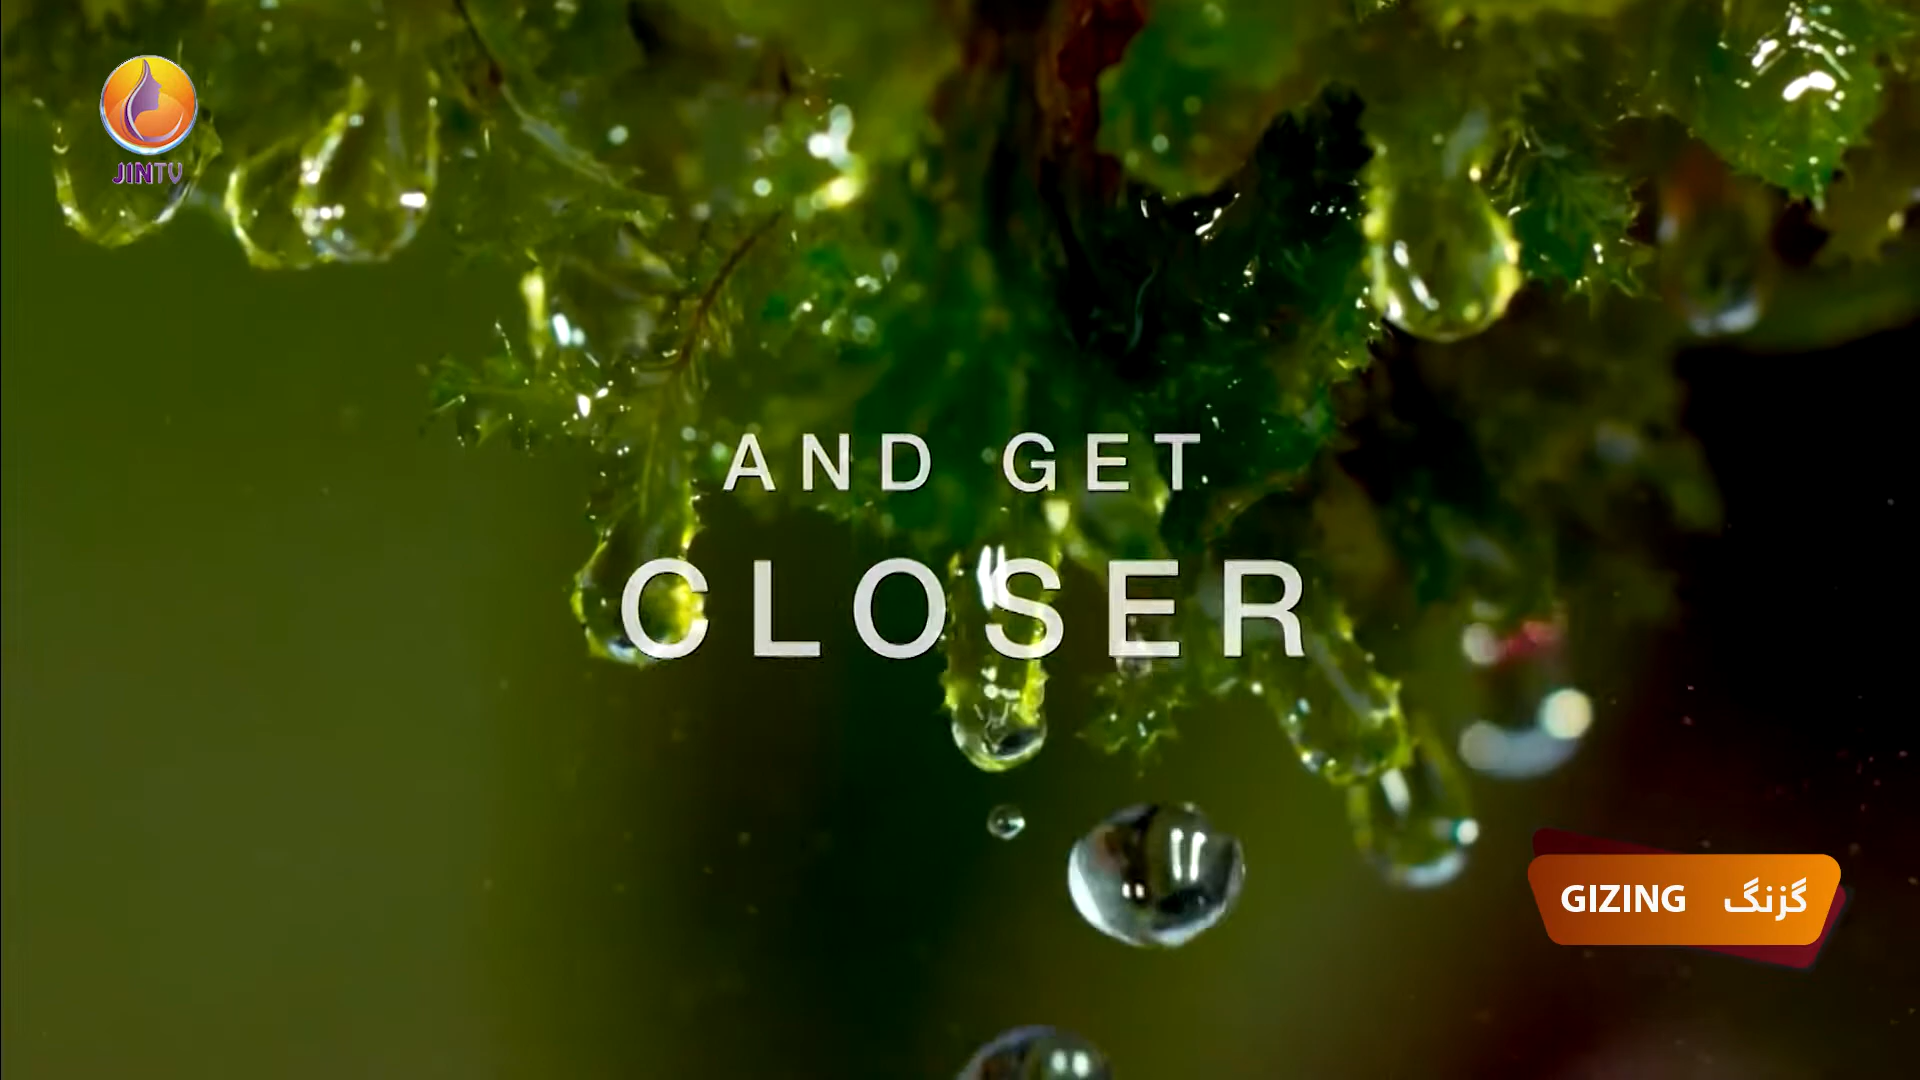 JINTV
AND GET
CLOSER
GIZING گزنگ